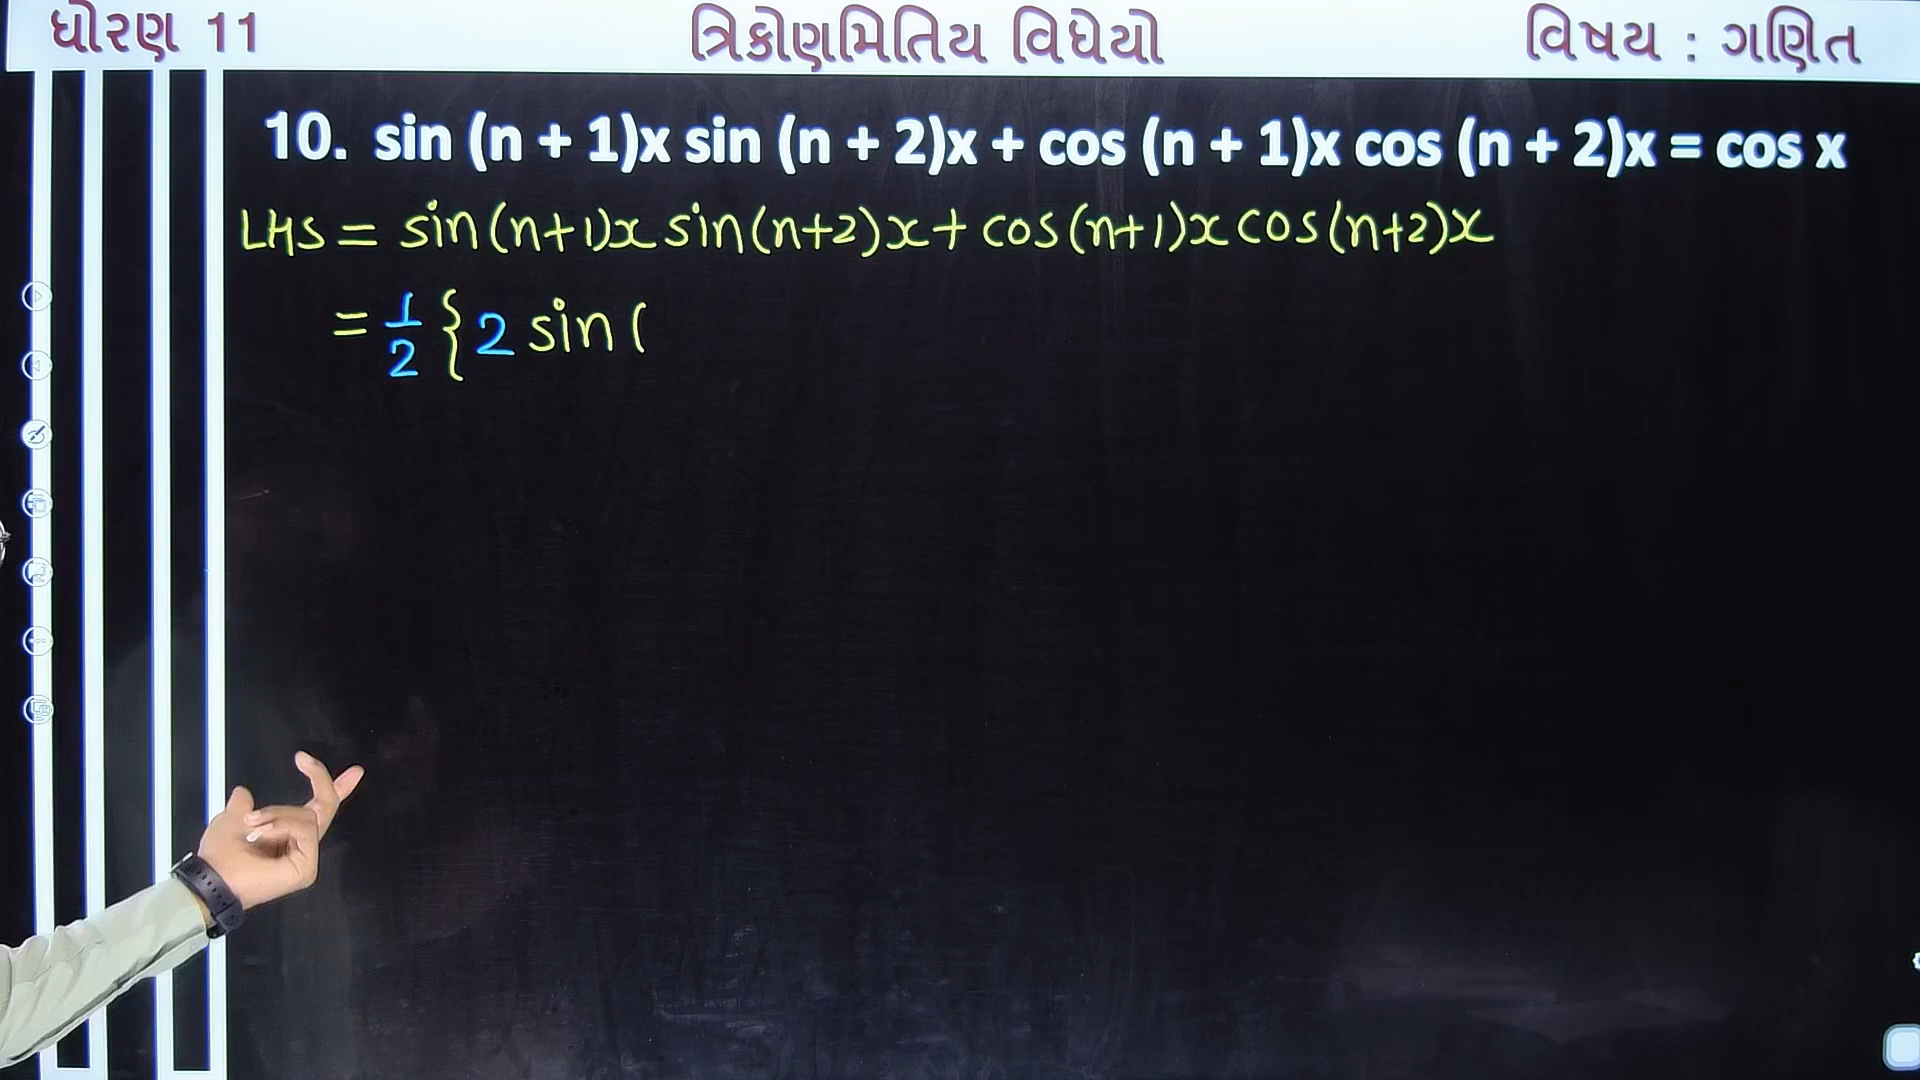 ધોરણ 11 ત્રિકોણમિતિય વિધેયો વિષય : ગણિત
10. sin (n + 1)x sin (n + 2)x + cos (n + 1)x cos (n + 2)x = cos x
LHS = sin(n+1)x sin(n+2)x + cos(n+1)x cos(n+2)x
= 1/2 { 2 sin (